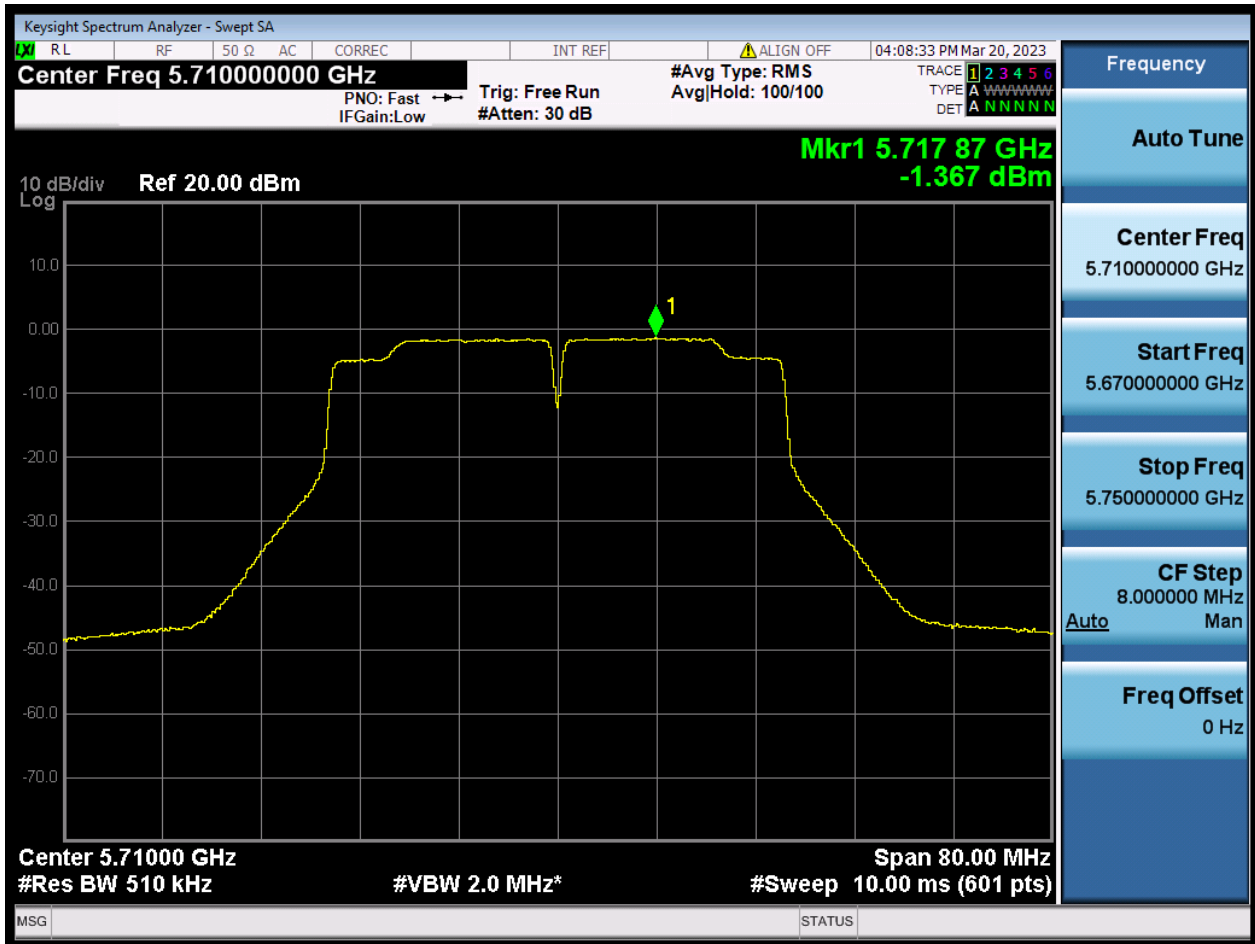 Keysight Spectrum Analyzer - Swept SA
LXI RL RF 50 Ω AC CORREC INT REF ALIGN OFF 04:08:33 PM Mar 20, 2023
Center Freq 5.710000000 GHz
PNO: Fast
IFGain:Low
Trig: Free Run
#Atten: 30 dB
#Avg Type: RMS
Avg|Hold: 100/100
TRACE 1 2 3 4 5 6
TYPE A WWWWW
DET A N N N N N
Mkr1 5.717 87 GHz
-1.367 dBm
10 dB/div Ref 20.00 dBm
Log
10.0
0.00
-10.0
-20.0
-30.0
-40.0
-50.0
-60.0
-70.0
1
Center 5.71000 GHz Span 80.00 MHz
#Res BW 510 kHz #VBW 2.0 MHz* #Sweep 10.00 ms (601 pts)
MSG STATUS
Frequency
Auto Tune
Center Freq
5.710000000 GHz
Start Freq
5.670000000 GHz
Stop Freq
5.750000000 GHz
CF Step
8.000000 MHz
Auto Man
Freq Offset
0 Hz